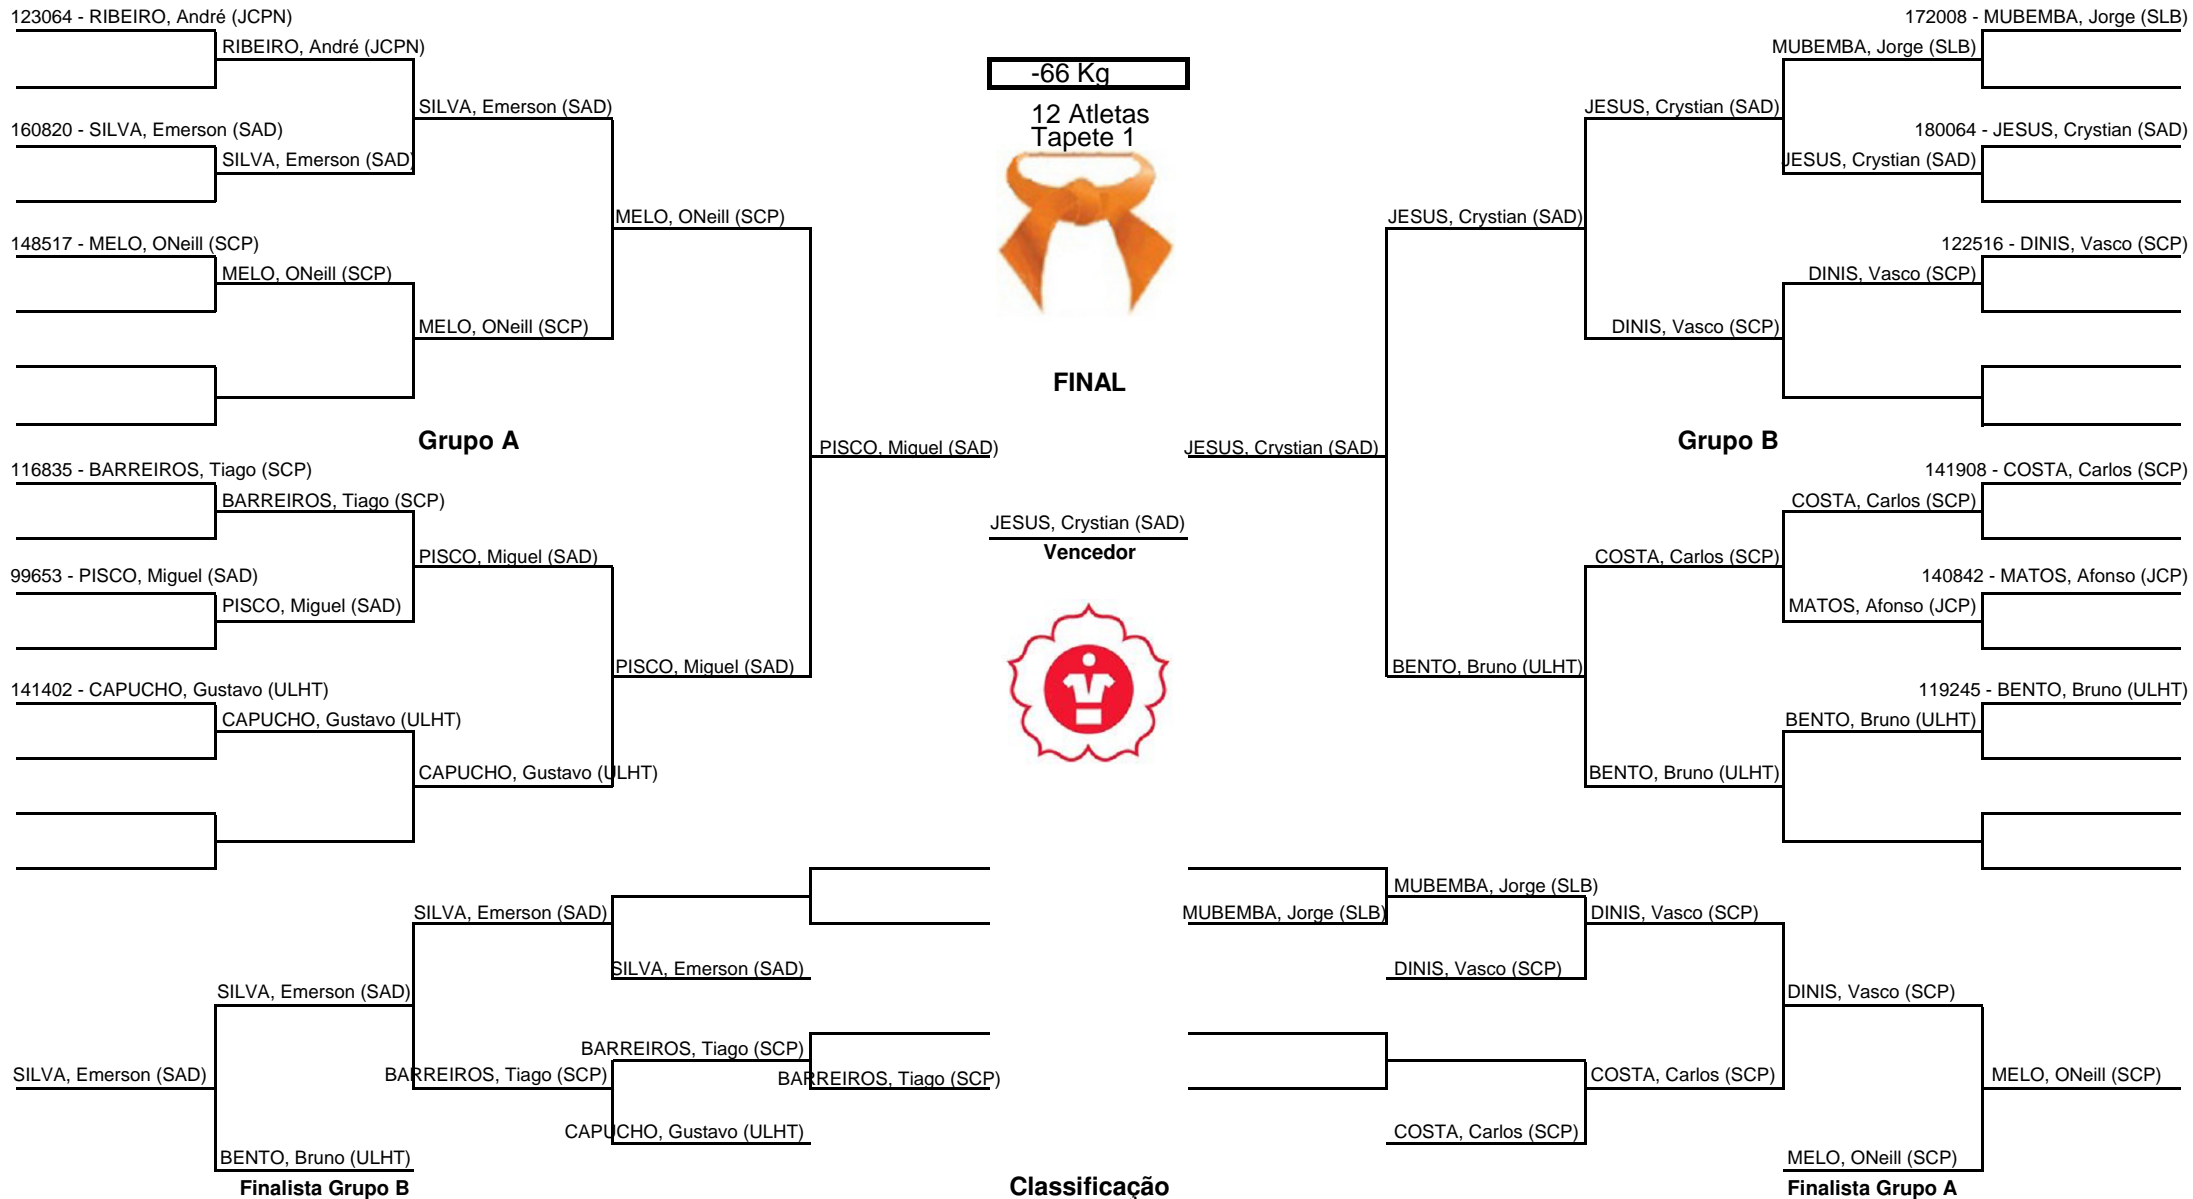 123064 - RIBEIRO, André (JCPN)
RIBEIRO, André (JCPN)
SILVA, Emerson (SAD)
160820 - SILVA, Emerson (SAD)
SILVA, Emerson (SAD)
MELO, ONeill (SCP)
148517 - MELO, ONeill (SCP)
MELO, ONeill (SCP)
MELO, ONeill (SCP)
Grupo A
PISCO, Miguel (SAD)
116835 - BARREIROS, Tiago (SCP)
BARREIROS, Tiago (SCP)
PISCO, Miguel (SAD)
99653 - PISCO, Miguel (SAD)
PISCO, Miguel (SAD)
PISCO, Miguel (SAD)
141402 - CAPUCHO, Gustavo (ULHT)
CAPUCHO, Gustavo (ULHT)
CAPUCHO, Gustavo (ULHT)
-66 Kg
12 Atletas
Tapete 1
FINAL
JESUS, Crystian (SAD)
Vencedor
172008 - MUBEMBA, Jorge (SLB)
MUBEMBA, Jorge (SLB)
JESUS, Crystian (SAD)
180064 - JESUS, Crystian (SAD)
JESUS, Crystian (SAD)
JESUS, Crystian (SAD)
122516 - DINIS, Vasco (SCP)
DINIS, Vasco (SCP)
DINIS, Vasco (SCP)
Grupo B
JESUS, Crystian (SAD)
141908 - COSTA, Carlos (SCP)
COSTA, Carlos (SCP)
COSTA, Carlos (SCP)
140842 - MATOS, Afonso (JCP)
MATOS, Afonso (JCP)
BENTO, Bruno (ULHT)
119245 - BENTO, Bruno (ULHT)
BENTO, Bruno (ULHT)
BENTO, Bruno (ULHT)
SILVA, Emerson (SAD)
SILVA, Emerson (SAD)
SILVA, Emerson (SAD)
BARREIROS, Tiago (SCP)
SILVA, Emerson (SAD)
BARREIROS, Tiago (SCP)
BARREIROS, Tiago (SCP)
CAPUCHO, Gustavo (ULHT)
BENTO, Bruno (ULHT)
Finalista Grupo B
Classificação
MUBEMBA, Jorge (SLB)
MUBEMBA, Jorge (SLB)
DINIS, Vasco (SCP)
DINIS, Vasco (SCP)
DINIS, Vasco (SCP)
COSTA, Carlos (SCP)
MELO, ONeill (SCP)
COSTA, Carlos (SCP)
MELO, ONeill (SCP)
Finalista Grupo A